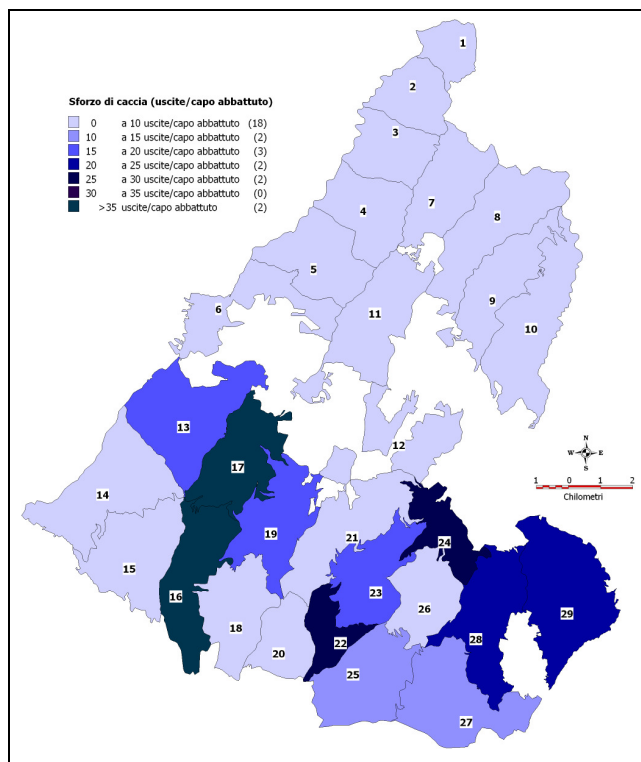 Sforzo di caccia (uscite/capo abbattuto)
0 a 10 uscite/capo abbattuto (18)
10 a 15 uscite/capo abbattuto (2)
15 a 20 uscite/capo abbattuto (3)
20 a 25 uscite/capo abbattuto (2)
25 a 30 uscite/capo abbattuto (2)
30 a 35 uscite/capo abbattuto (0)
>35 uscite/capo abbattuto (2)
1
2
3
4
7
8
5
6
11
9
10
13
12
17
14
19
21
24
15
16
23
26
29
18
20
22
28
25
27
N
W E
S
1 0 1 2
Chilometri